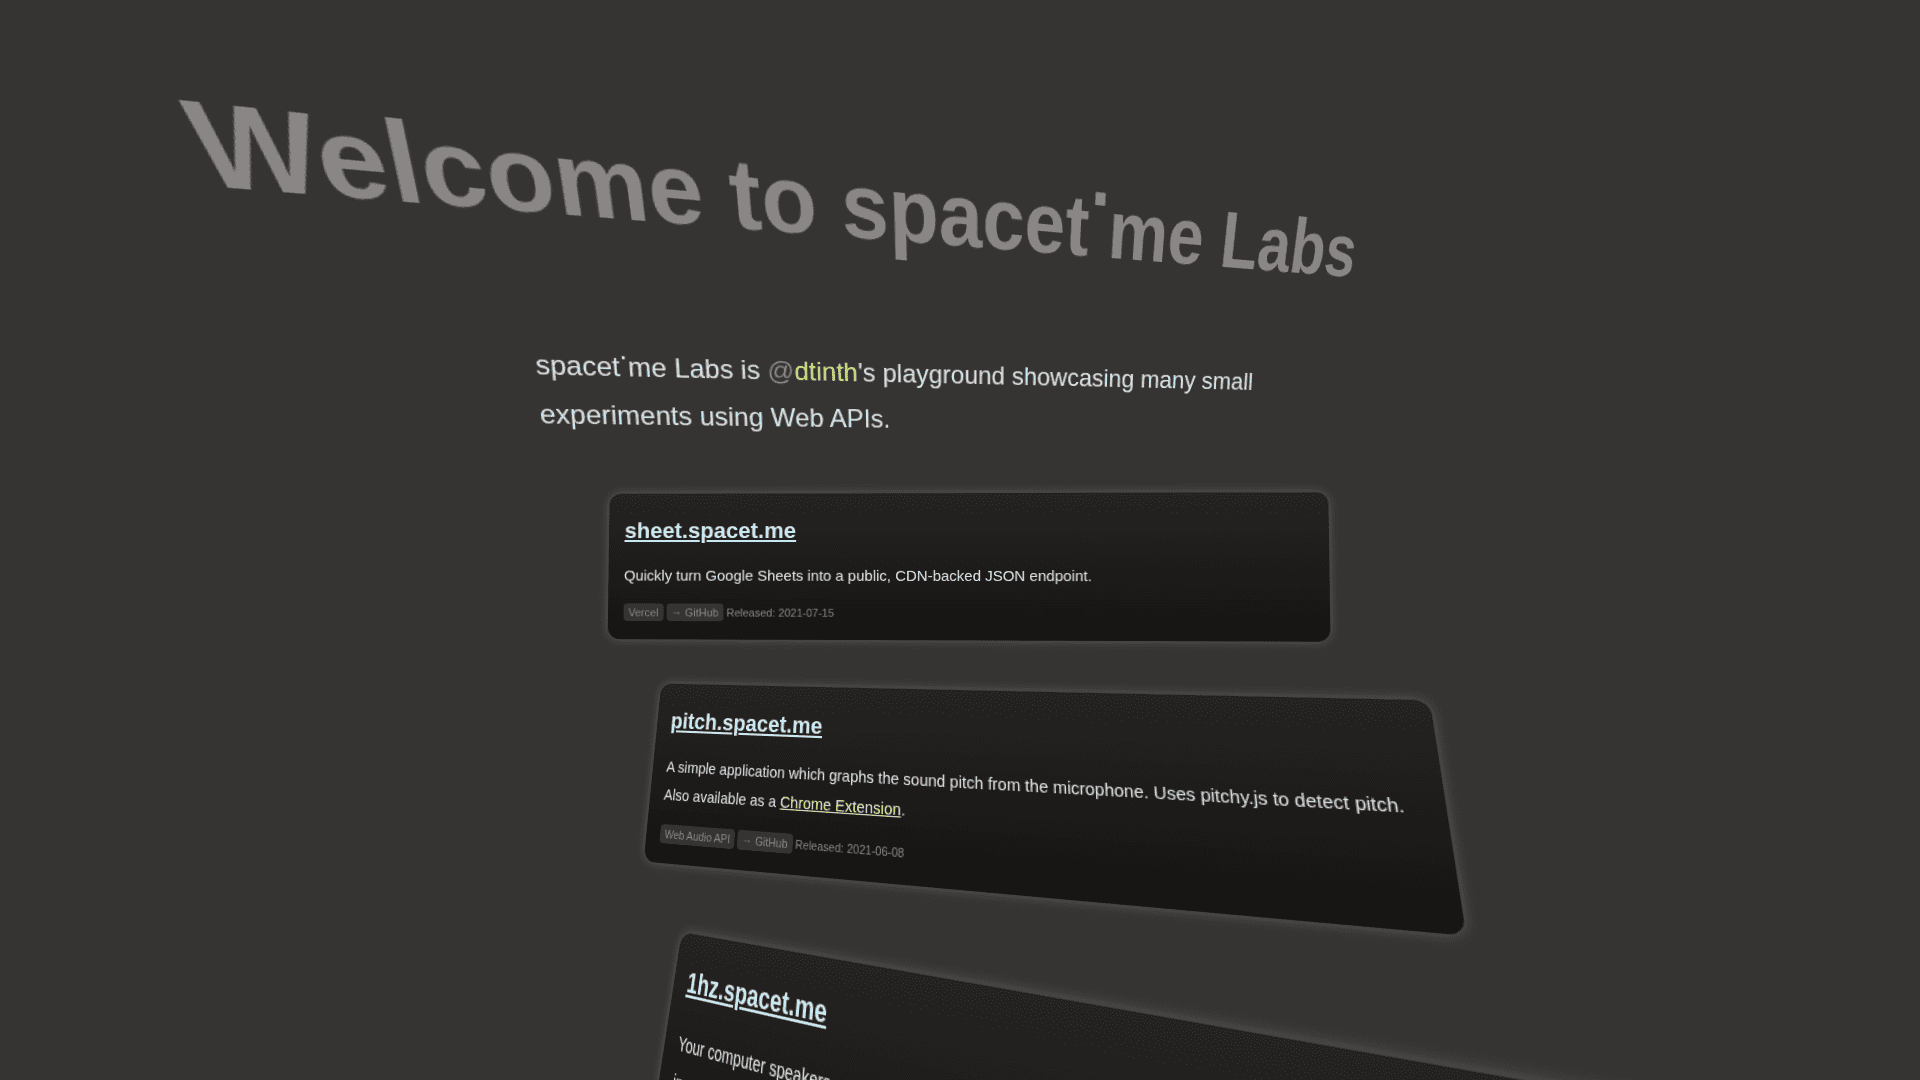 Welcome to spacet˙me Labs
spacet˙me Labs is @dtinth's playground showcasing many small
experiments using Web APIs.
sheet.spacet.me
Quickly turn Google Sheets into a public, CDN-backed JSON endpoint.
Vercel → GitHub Released: 2021-07-15
pitch.spacet.me
A simple application which graphs the sound pitch from the microphone. Uses pitchy.js to detect pitch.
Also available as a Chrome Extension.
Web Audio API → GitHub Released: 2021-06-08
1hz.spacet.me
Your computer speakers